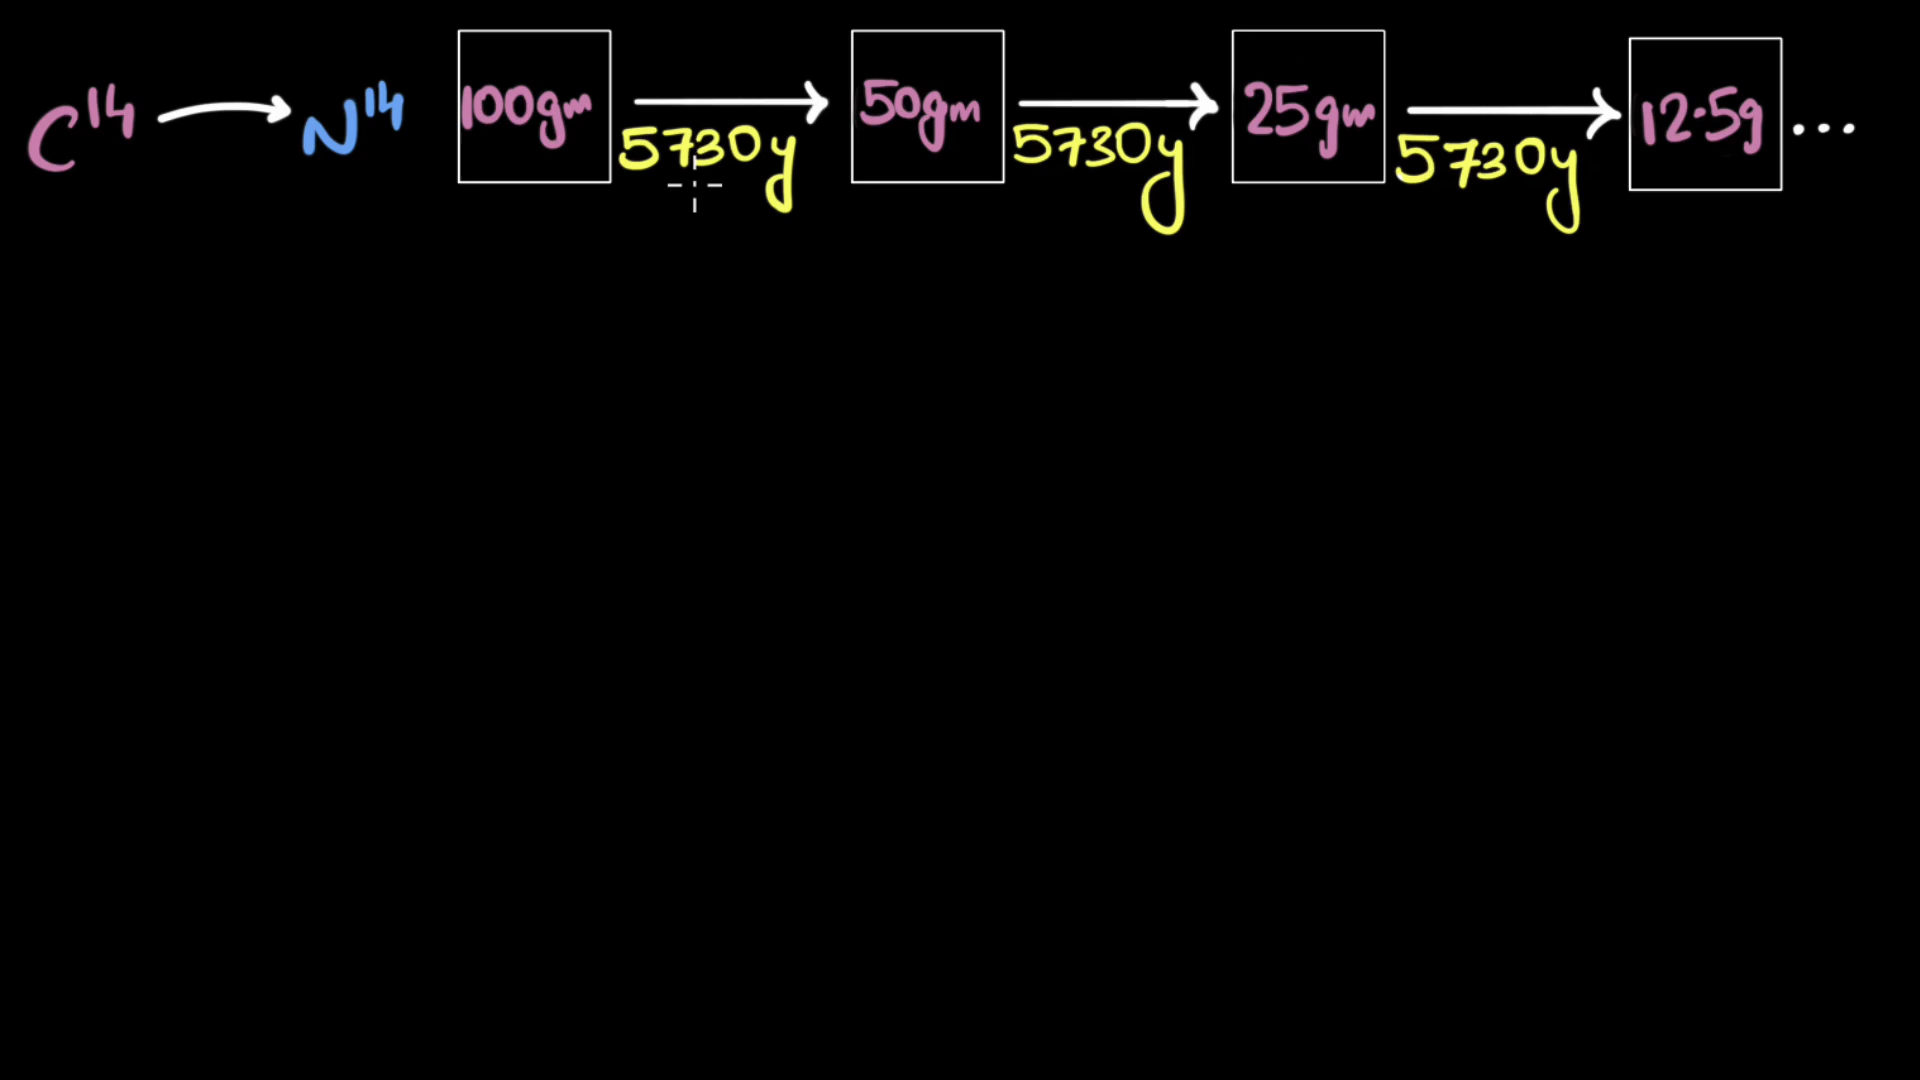 C¹⁴ → N¹⁴ 100gm → 50gm → 25gm → 12.5g ...
5730y 5730y 5730y